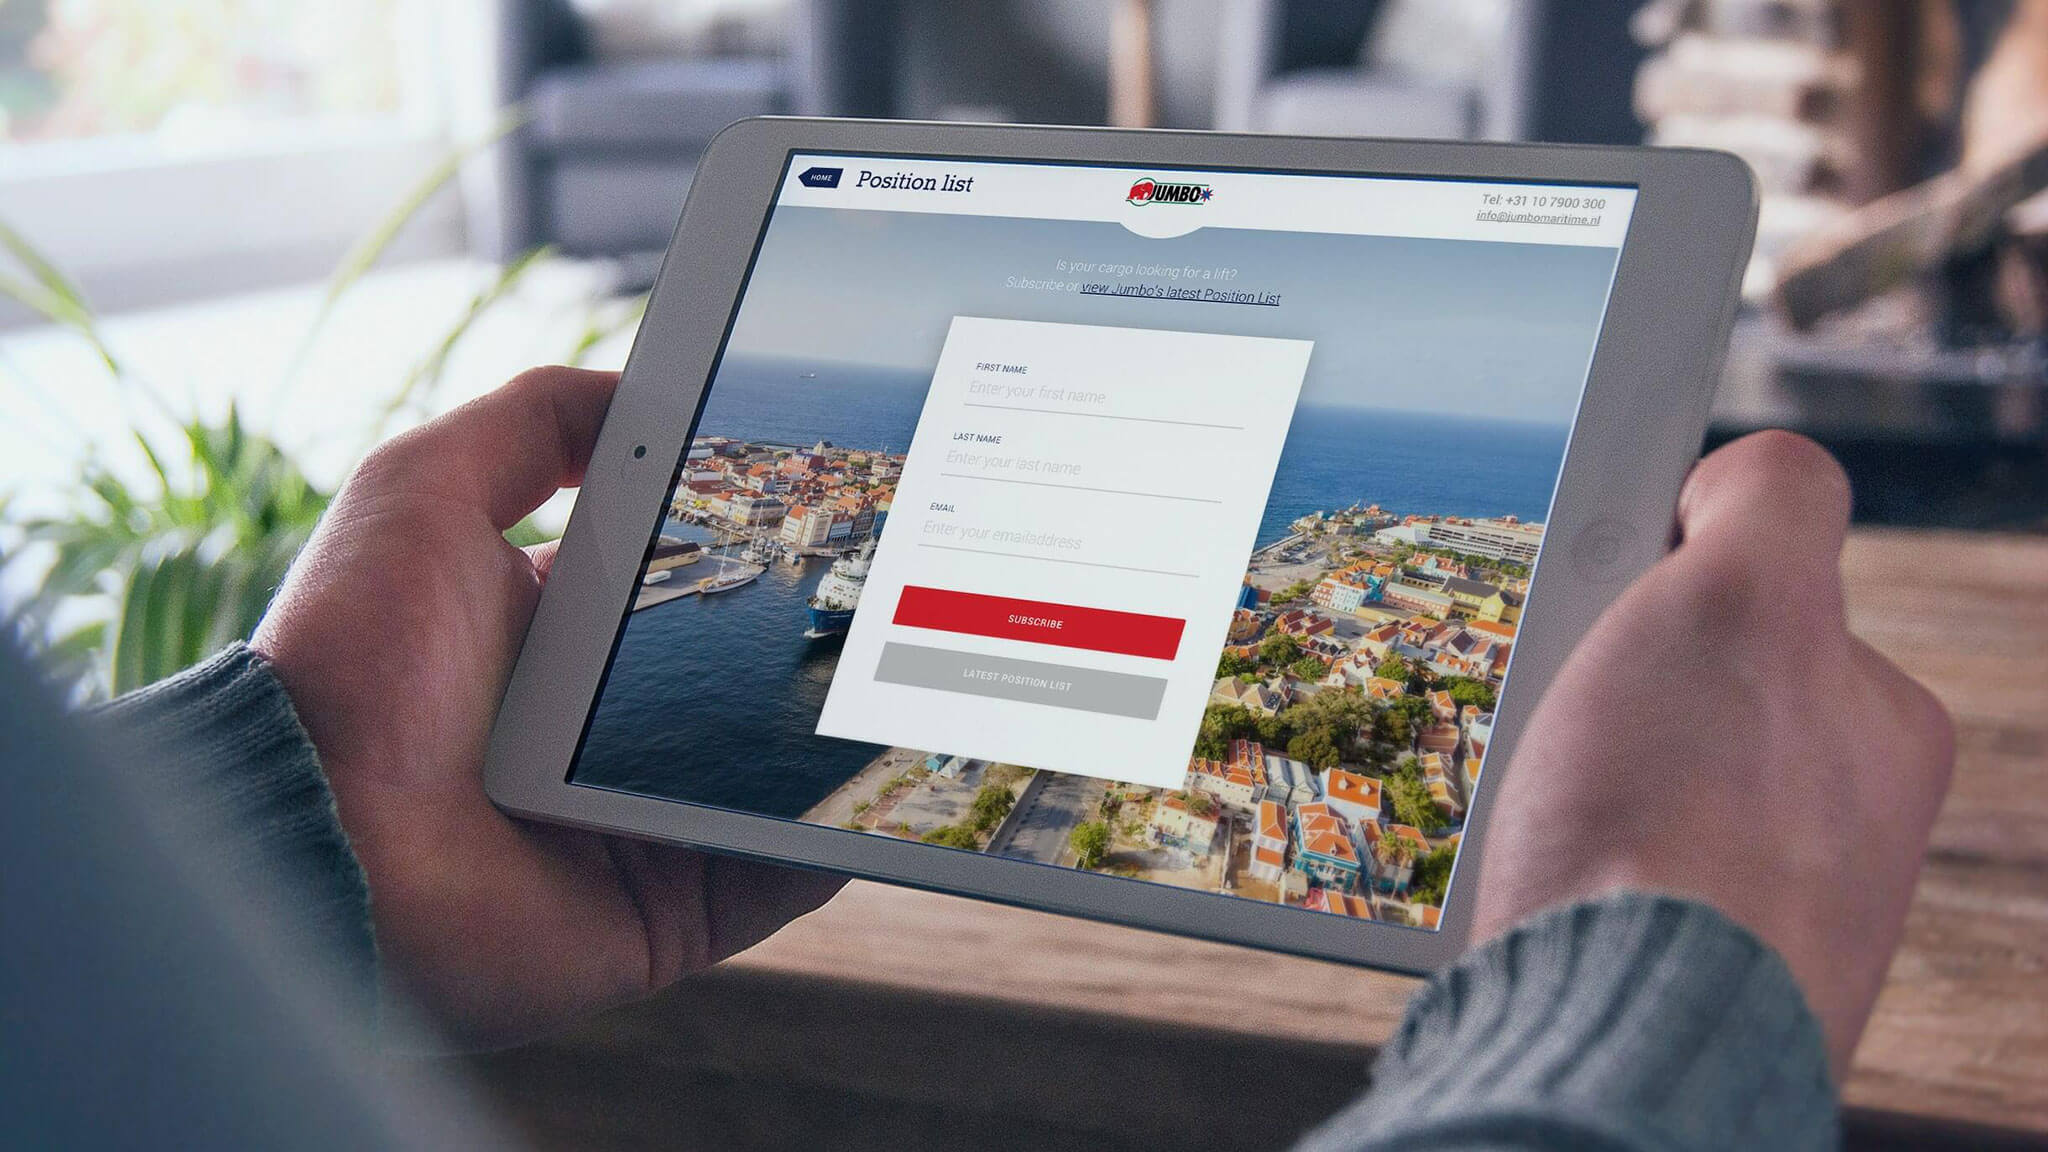 HOME
Position list
JUMBO
Tel: +31 10 7900 300
info@jumbomaritime.nl
Is your cargo looking for a lift?
Subscribe or view Jumbo's latest Position List
FIRST NAME
Enter your first name
LAST NAME
Enter your last name
EMAIL
Enter your emailaddress
SUBSCRIBE
LATEST POSITION LIST